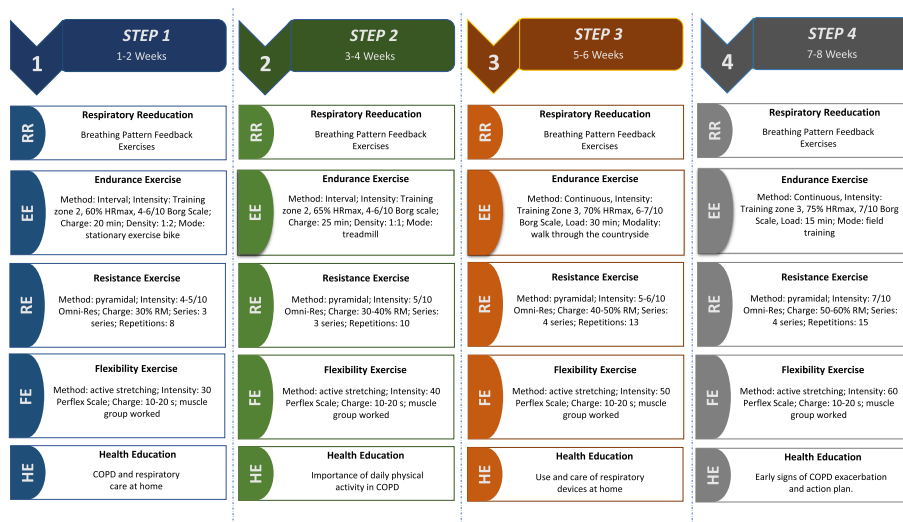 STEP 1
1-2 Weeks
1
RR
Respiratory Reeducation
Breathing Pattern Feedback
Exercises
EE
Endurance Exercise
Method: Interval; Intensity: Training
zone 2, 60% HRmax, 4-6/10 Borg Scale;
Charge: 20 min; Density: 1:2; Mode:
stationary exercise bike
RE
Resistance Exercise
Method: pyramidal; Intensity: 4-5/10
Omni-Res; Charge: 30% RM; Series: 3
series; Repetitions: 8
FE
Flexibility Exercise
Method: active stretching; Intensity: 30
Perflex Scale; Charge: 10-20 s; muscle
group worked
HE
Health Education
COPD and respiratory
care at home
STEP 2
3-4 Weeks
2
RR
Respiratory Reeducation
Breathing Pattern Feedback
Exercises
EE
Endurance Exercise
Method: Interval; Intensity: Training
zone 2, 65% HRmax, 4-6/10 Borg scale;
Charge: 25 min; Density: 1:1; Mode:
treadmill
RE
Resistance Exercise
Method: pyramidal; Intensity: 5/10
Omni-Res; Charge: 30-40% RM; Series:
3 series; Repetitions: 10
FE
Flexibility Exercise
Method: active stretching; Intensity: 40
Perflex Scale; Charge: 10-20 s; muscle
group worked
HE
Health Education
Importance of daily physical
activity in COPD
STEP 3
5-6 Weeks
3
RR
Respiratory Reeducation
Breathing Pattern Feedback
Exercises
EE
Endurance Exercise
Method: Continuous, Intensity:
Training Zone 3, 70% HRmax, 6-7/10
Borg Scale, Load: 30 min; Modality:
walk through the countryside
RE
Resistance Exercise
Method: pyramidal; Intensity: 5-6/10
Omni-Res; Charge: 40-50% RM; Series:
4 series; Repetitions: 13
FE
Flexibility Exercise
Method: active stretching; Intensity: 50
Perflex Scale; Charge: 10-20 s; muscle
group worked
HE
Health Education
Use and care of respiratory
devices at home
STEP 4
7-8 Weeks
4
RR
Respiratory Reeducation
Breathing Pattern Feedback
Exercises
EE
Endurance Exercise
Method: Continuous, Intensity:
Training zone 3, 75% HRmax, 7/10 Borg
Scale, Load: 15 min; Mode: field
training
RE
Resistance Exercise
Method: pyramidal; Intensity: 7/10
Omni-Res; Charge: 50-60% RM; Series:
4 series; Repetitions: 15
FE
Flexibility Exercise
Method: active stretching; Intensity: 60
Perflex Scale; Charge: 10-20 s; muscle
group worked
HE
Health Education
Early signs of COPD exacerbation
and action plan.